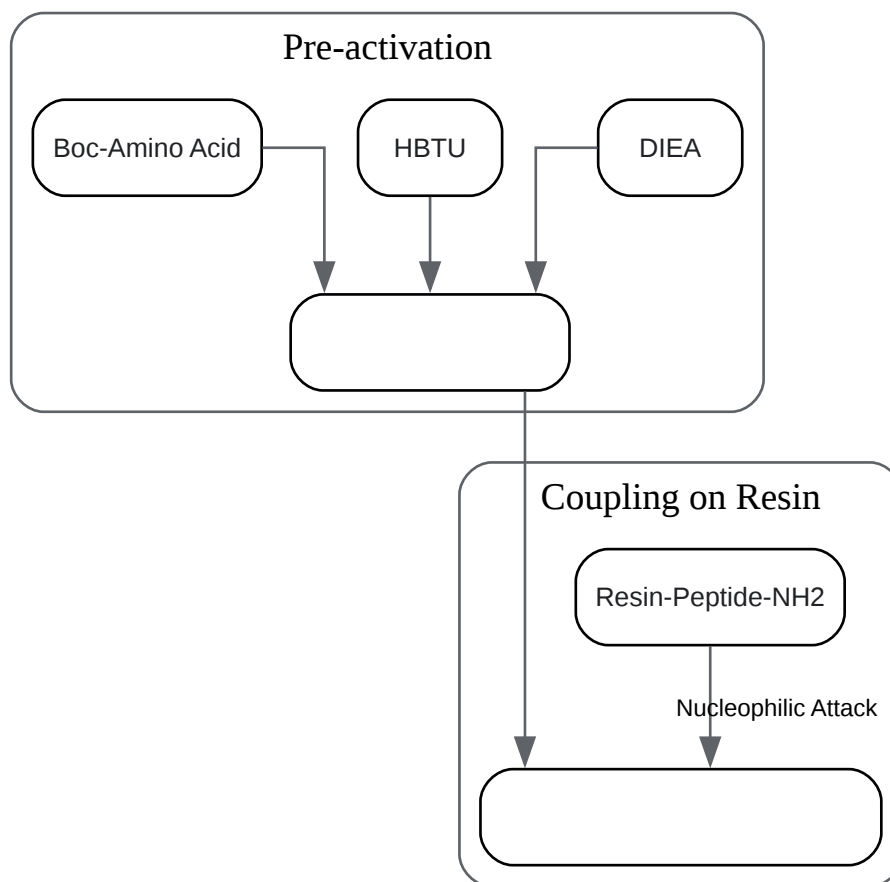 Pre-activation
Boc-Amino Acid
HBTU
DIEA
Coupling on Resin
Resin-Peptide-NH2
Nucleophilic Attack